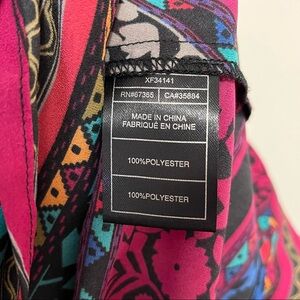 XF34141
RN#67365 CA#35684
MADE IN CHINA
FABRIQUÉ EN CHINE
100%POLYESTER
100%POLYESTER